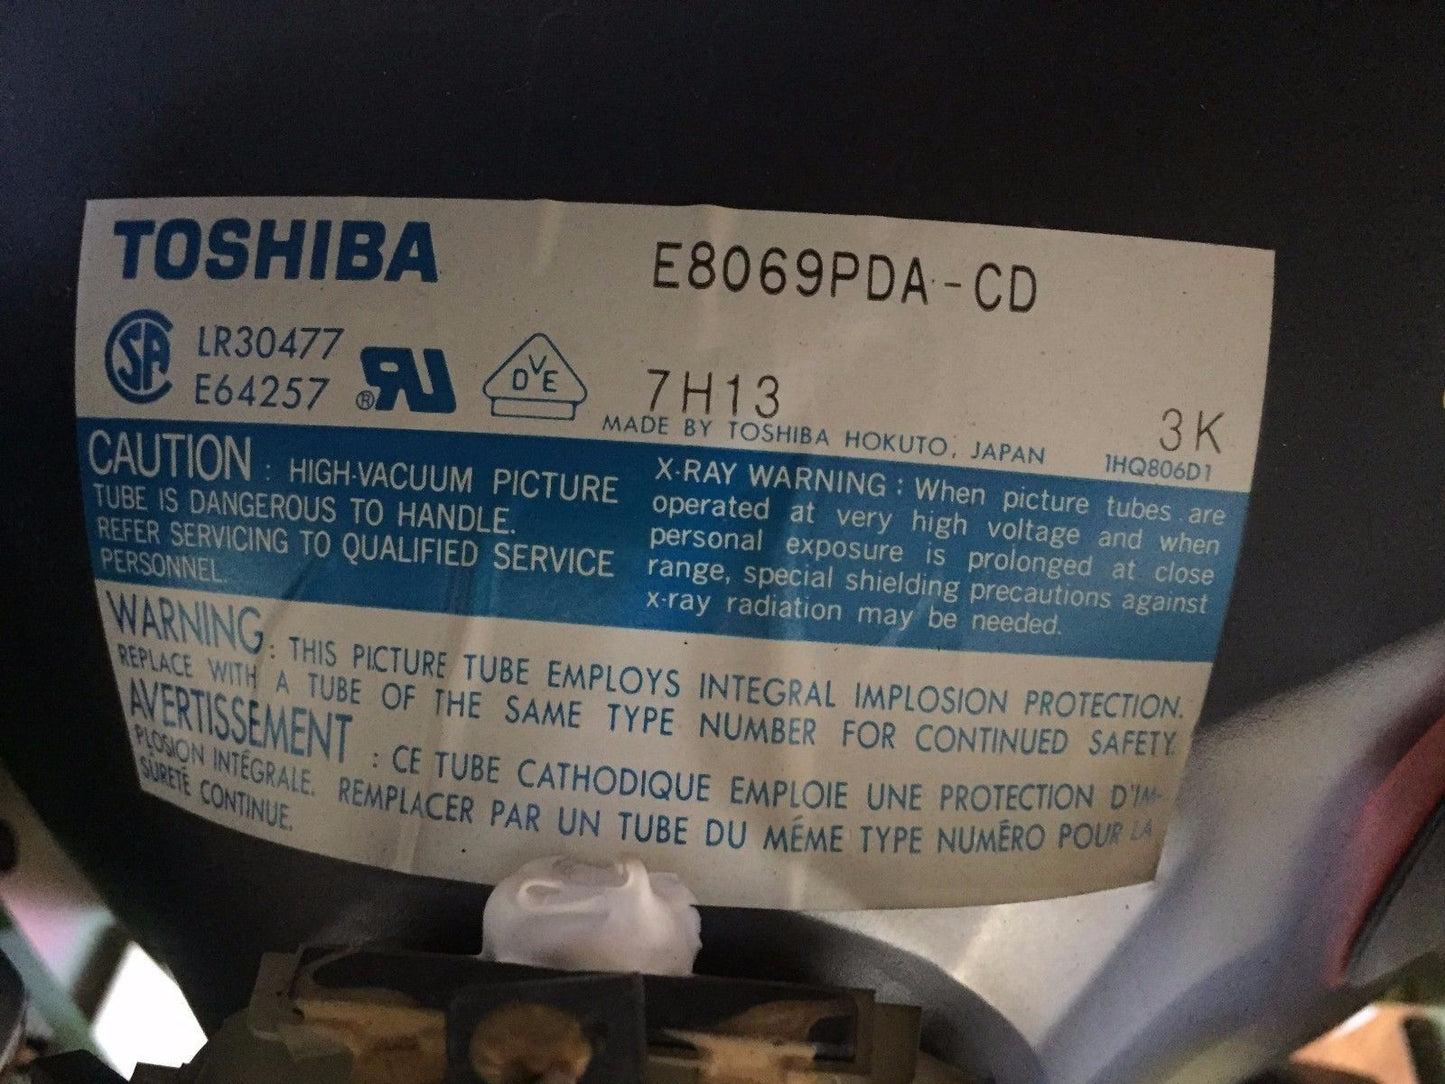 TOSHIBA
E8069PDA-CD
LR30477
E64257
®
DVE
7H13
3K
MADE BY TOSHIBA HOKUTO, JAPAN
1HQ806D1
CAUTION : HIGH-VACUUM PICTURE
TUBE IS DANGEROUS TO HANDLE.
REFER SERVICING TO QUALIFIED SERVICE
PERSONNEL.
X-RAY WARNING : When picture tubes are
operated at very high voltage and when
personal exposure is prolonged at close
range, special shielding precautions against
x-ray radiation may be needed.
WARNING : THIS PICTURE TUBE EMPLOYS INTEGRAL IMPLOSION PROTECTION.
REPLACE WITH A TUBE OF THE SAME TYPE NUMBER FOR CONTINUED SAFETY.
AVERTISSEMENT : CE TUBE CATHODIQUE EMPLOIE UNE PROTECTION D'IM-
PLOSION INTÉGRALE. REMPLACER PAR UN TUBE DU MÉME TYPE NUMÉRO POUR LA
SÛRETÉ CONTINUE.